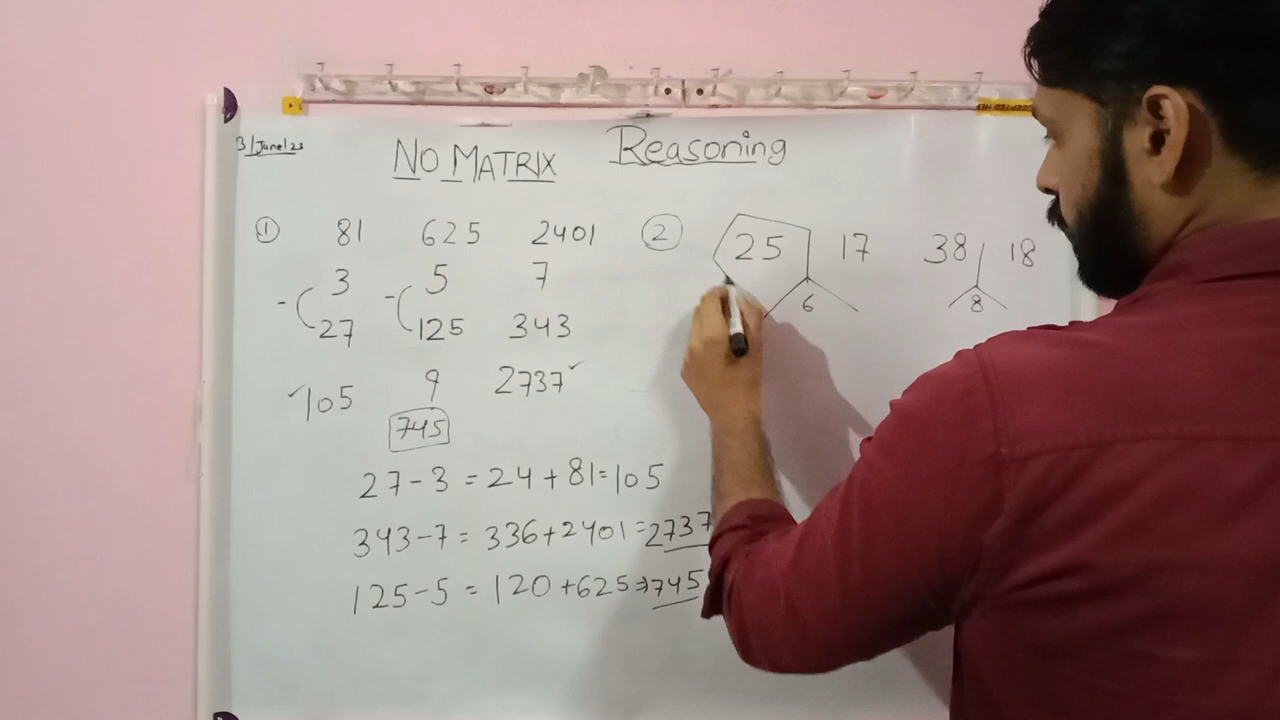 3/June/23
NO MATRIX
Reasoning
① 81 625 2401
3 5 7
- 27 - 125 343
105 9 2737
745
27-3 = 24+81=105
343-7 = 336+2401=2737
125-5 = 120+625⇒745
② 25 17 38 18
6 8